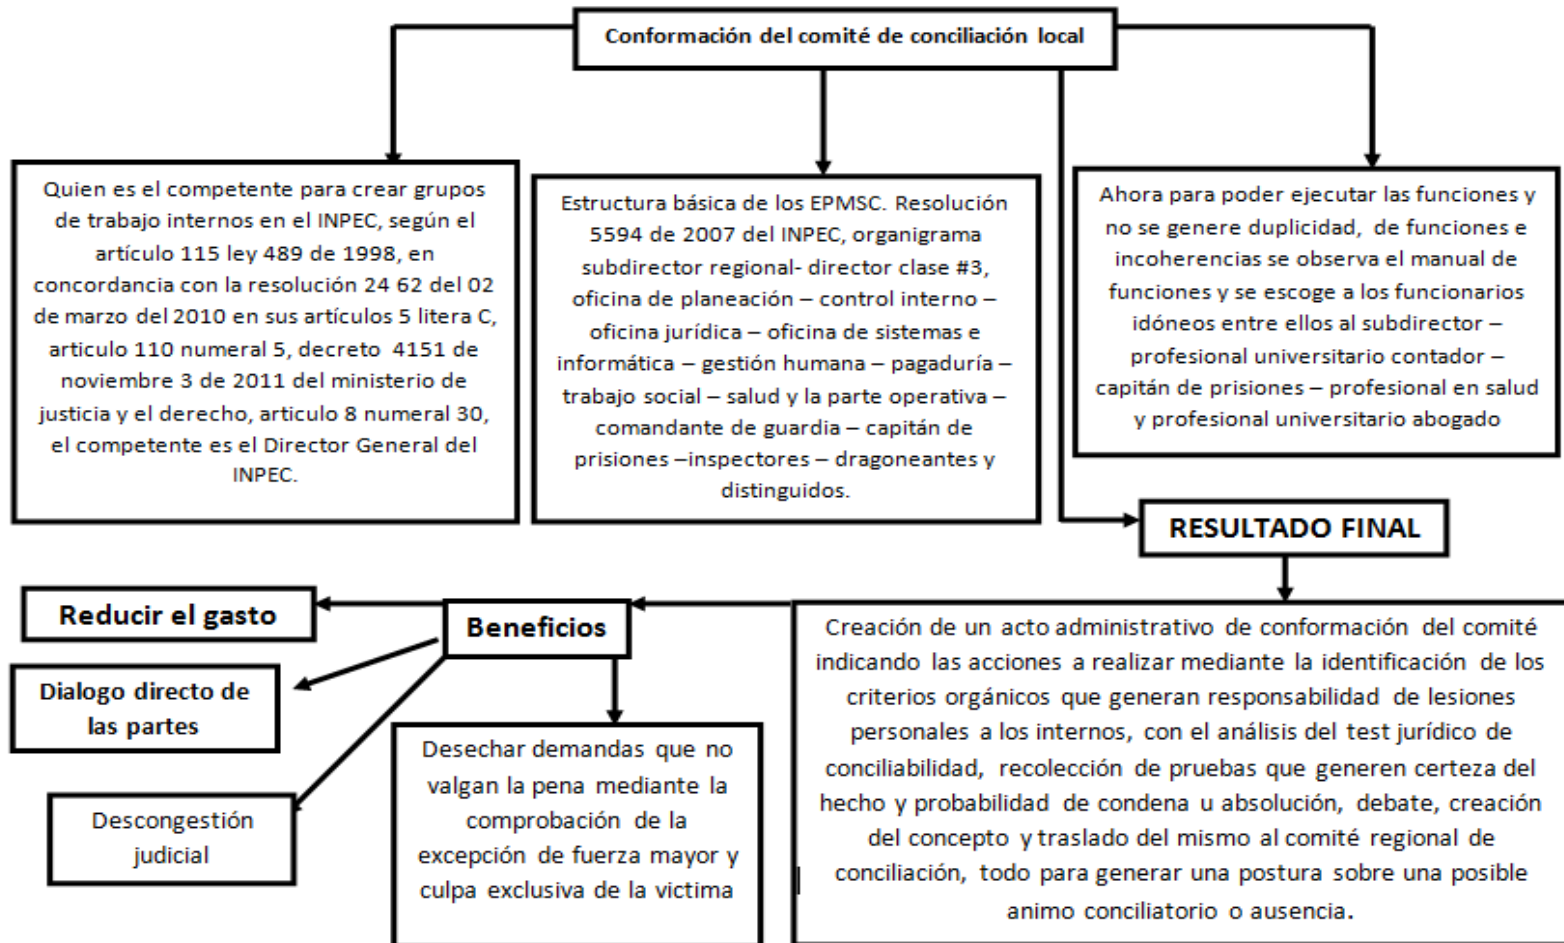 Conformación del comité de conciliación local
Quien es el competente para crear grupos
de trabajo internos en el INPEC, según el
artículo 115 ley 489 de 1998, en
concordancia con la resolución 24 62 del 02
de marzo del 2010 en sus artículos 5 litera C,
articulo 110 numeral 5, decreto 4151 de
noviembre 3 de 2011 del ministerio de
justicia y el derecho, articulo 8 numeral 30,
el competente es el Director General del
INPEC.
Estructura básica de los EPMSC. Resolución
5594 de 2007 del INPEC, organigrama
subdirector regional- director clase #3,
oficina de planeación – control interno –
oficina jurídica – oficina de sistemas e
informática – gestión humana – pagaduría –
trabajo social – salud y la parte operativa –
comandante de guardia – capitán de
prisiones –inspectores – dragoneantes y
distinguidos.
Ahora para poder ejecutar las funciones y
no se genere duplicidad, de funciones e
incoherencias se observa el manual de
funciones y se escoge a los funcionarios
idóneos entre ellos al subdirector –
profesional universitario contador –
capitán de prisiones – profesional en salud
y profesional universitario abogado
RESULTADO FINAL
Creación de un acto administrativo de conformación del comité
indicando las acciones a realizar mediante la identificación de los
criterios orgánicos que generan responsabilidad de lesiones
personales a los internos, con el análisis del test jurídico de
conciliabilidad, recolección de pruebas que generen certeza del
hecho y probabilidad de condena u absolución, debate, creación
del concepto y traslado del mismo al comité regional de
conciliación, todo para generar una postura sobre una posible
animo conciliatorio o ausencia.
Beneficios
Reducir el gasto
Dialogo directo de
las partes
Descongestión
judicial
Desechar demandas que no
valgan la pena mediante la
comprobación de la
excepción de fuerza mayor y
culpa exclusiva de la victima